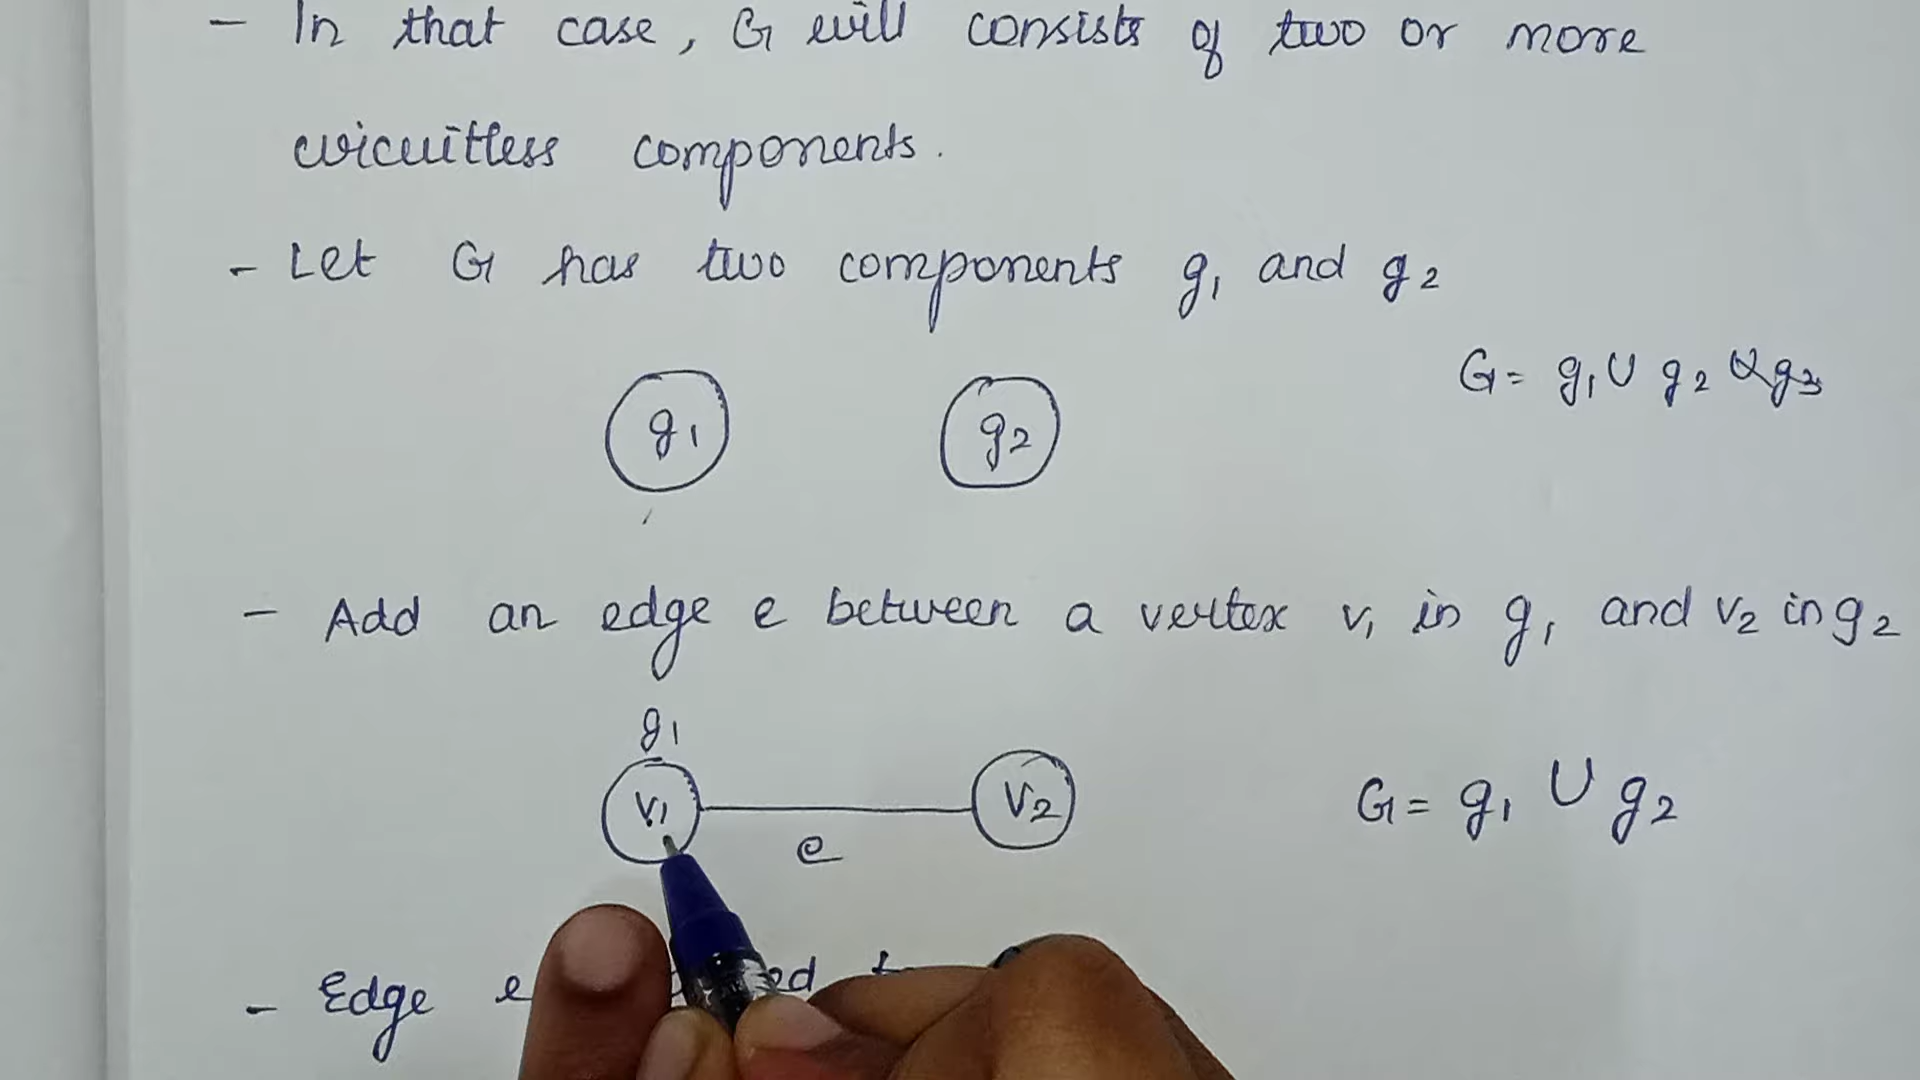 - In that case, G will consists of two or more
circuitless components.
- Let G has two components g1 and g2
G = g1 ∪ g2 ∪ g3
g1 g2
- Add an edge e between a vertex v1 in g1 and v2 in g2
g1
v1 v2
e
G = g1 ∪ g2
- Edge e